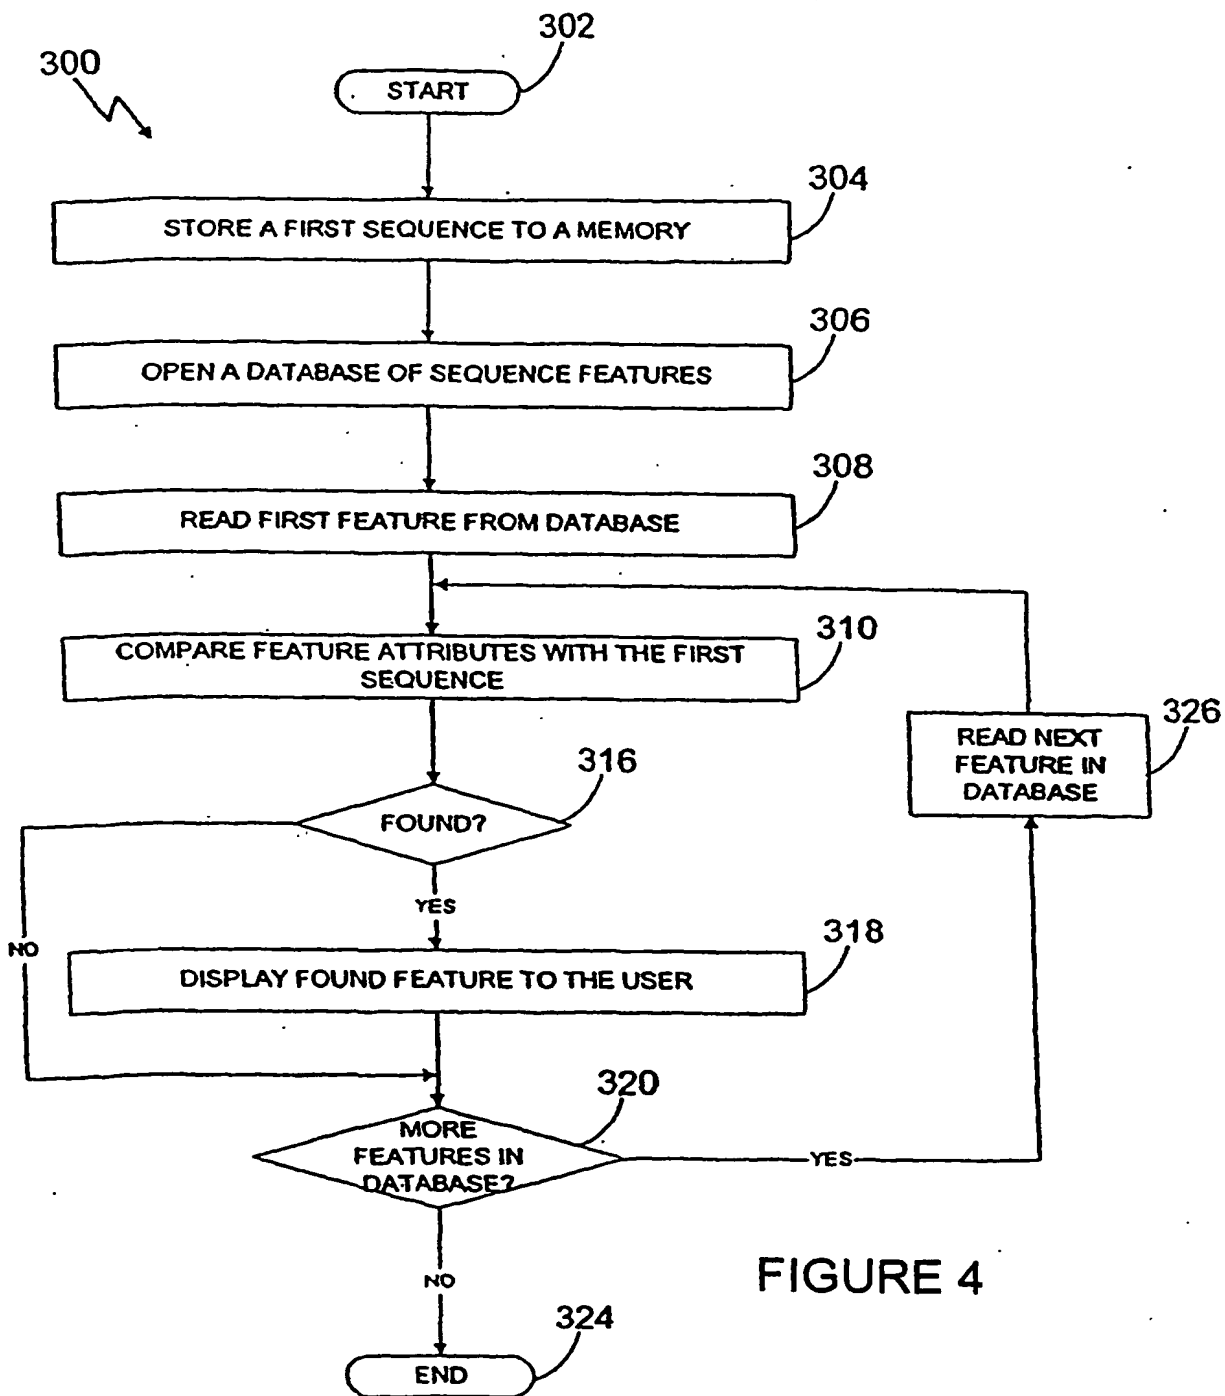 302
300
START
304
STORE A FIRST SEQUENCE TO A MEMORY
306
OPEN A DATABASE OF SEQUENCE FEATURES
308
READ FIRST FEATURE FROM DATABASE
310
COMPARE FEATURE ATTRIBUTES WITH THE FIRST
SEQUENCE
326
READ NEXT
FEATURE IN
DATABASE
316
FOUND?
YES
NO
318
DISPLAY FOUND FEATURE TO THE USER
320
MORE
FEATURES IN
DATABASE?
YES
NO
FIGURE 4
324
END